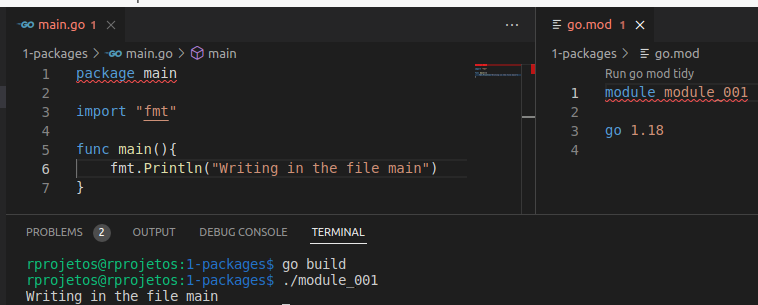 main.go 1
1-packages > main.go > main
1 package main
2
3 import "fmt"
4
5 func main(){
6 fmt.Println("Writing in the file main")
7 }
go.mod 1
1-packages > go.mod
Run go mod tidy
1 module module_001
2
3 go 1.18
4
PROBLEMS 2 OUTPUT DEBUG CONSOLE TERMINAL
rprojetos@rprojetos:1-packages$ go build
rprojetos@rprojetos:1-packages$ ./module_001
Writing in the file main